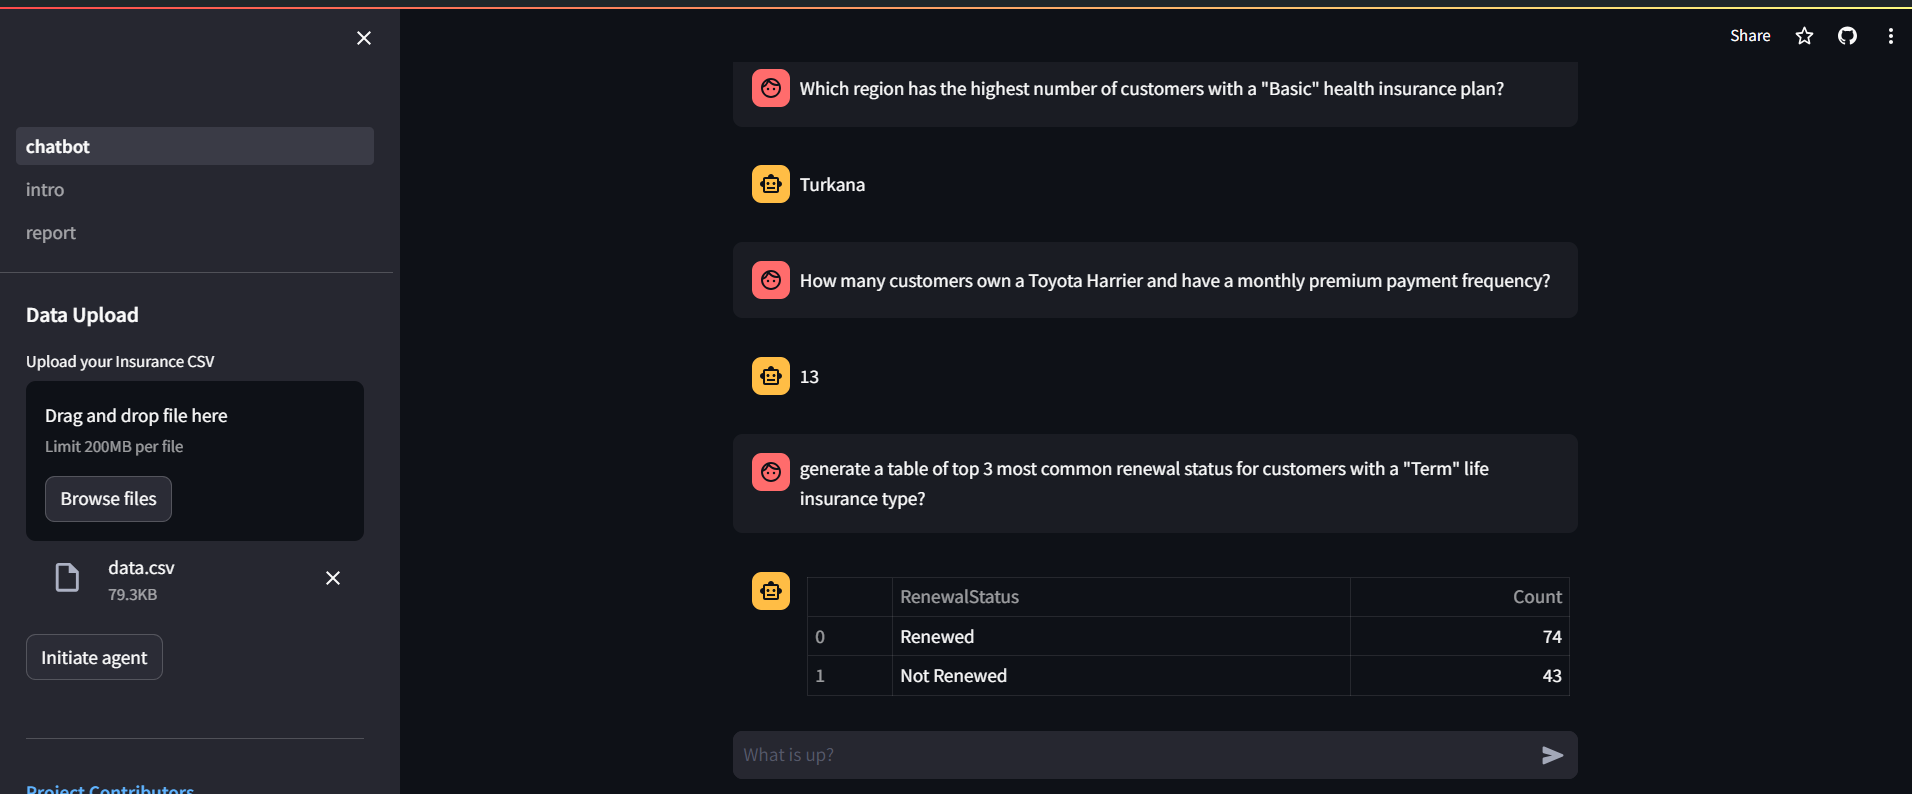 Share
chatbot
intro
report
Data Upload
Upload your Insurance CSV
Drag and drop file here
Limit 200MB per file
Browse files
data.csv
79.3KB
Initiate agent
Project Contributors
Which region has the highest number of customers with a "Basic" health insurance plan?
Turkana
How many customers own a Toyota Harrier and have a monthly premium payment frequency?
13
generate a table of top 3 most common renewal status for customers with a "Term" life
insurance type?
RenewalStatus Count
0 Renewed 74
1 Not Renewed 43
What is up?